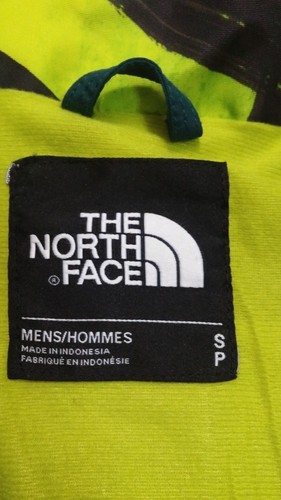 THE
NORTH
FACE
®
MENS/HOMMES
MADE IN INDONESIA
FABRIQUÉ EN INDONÉSIE
S
P